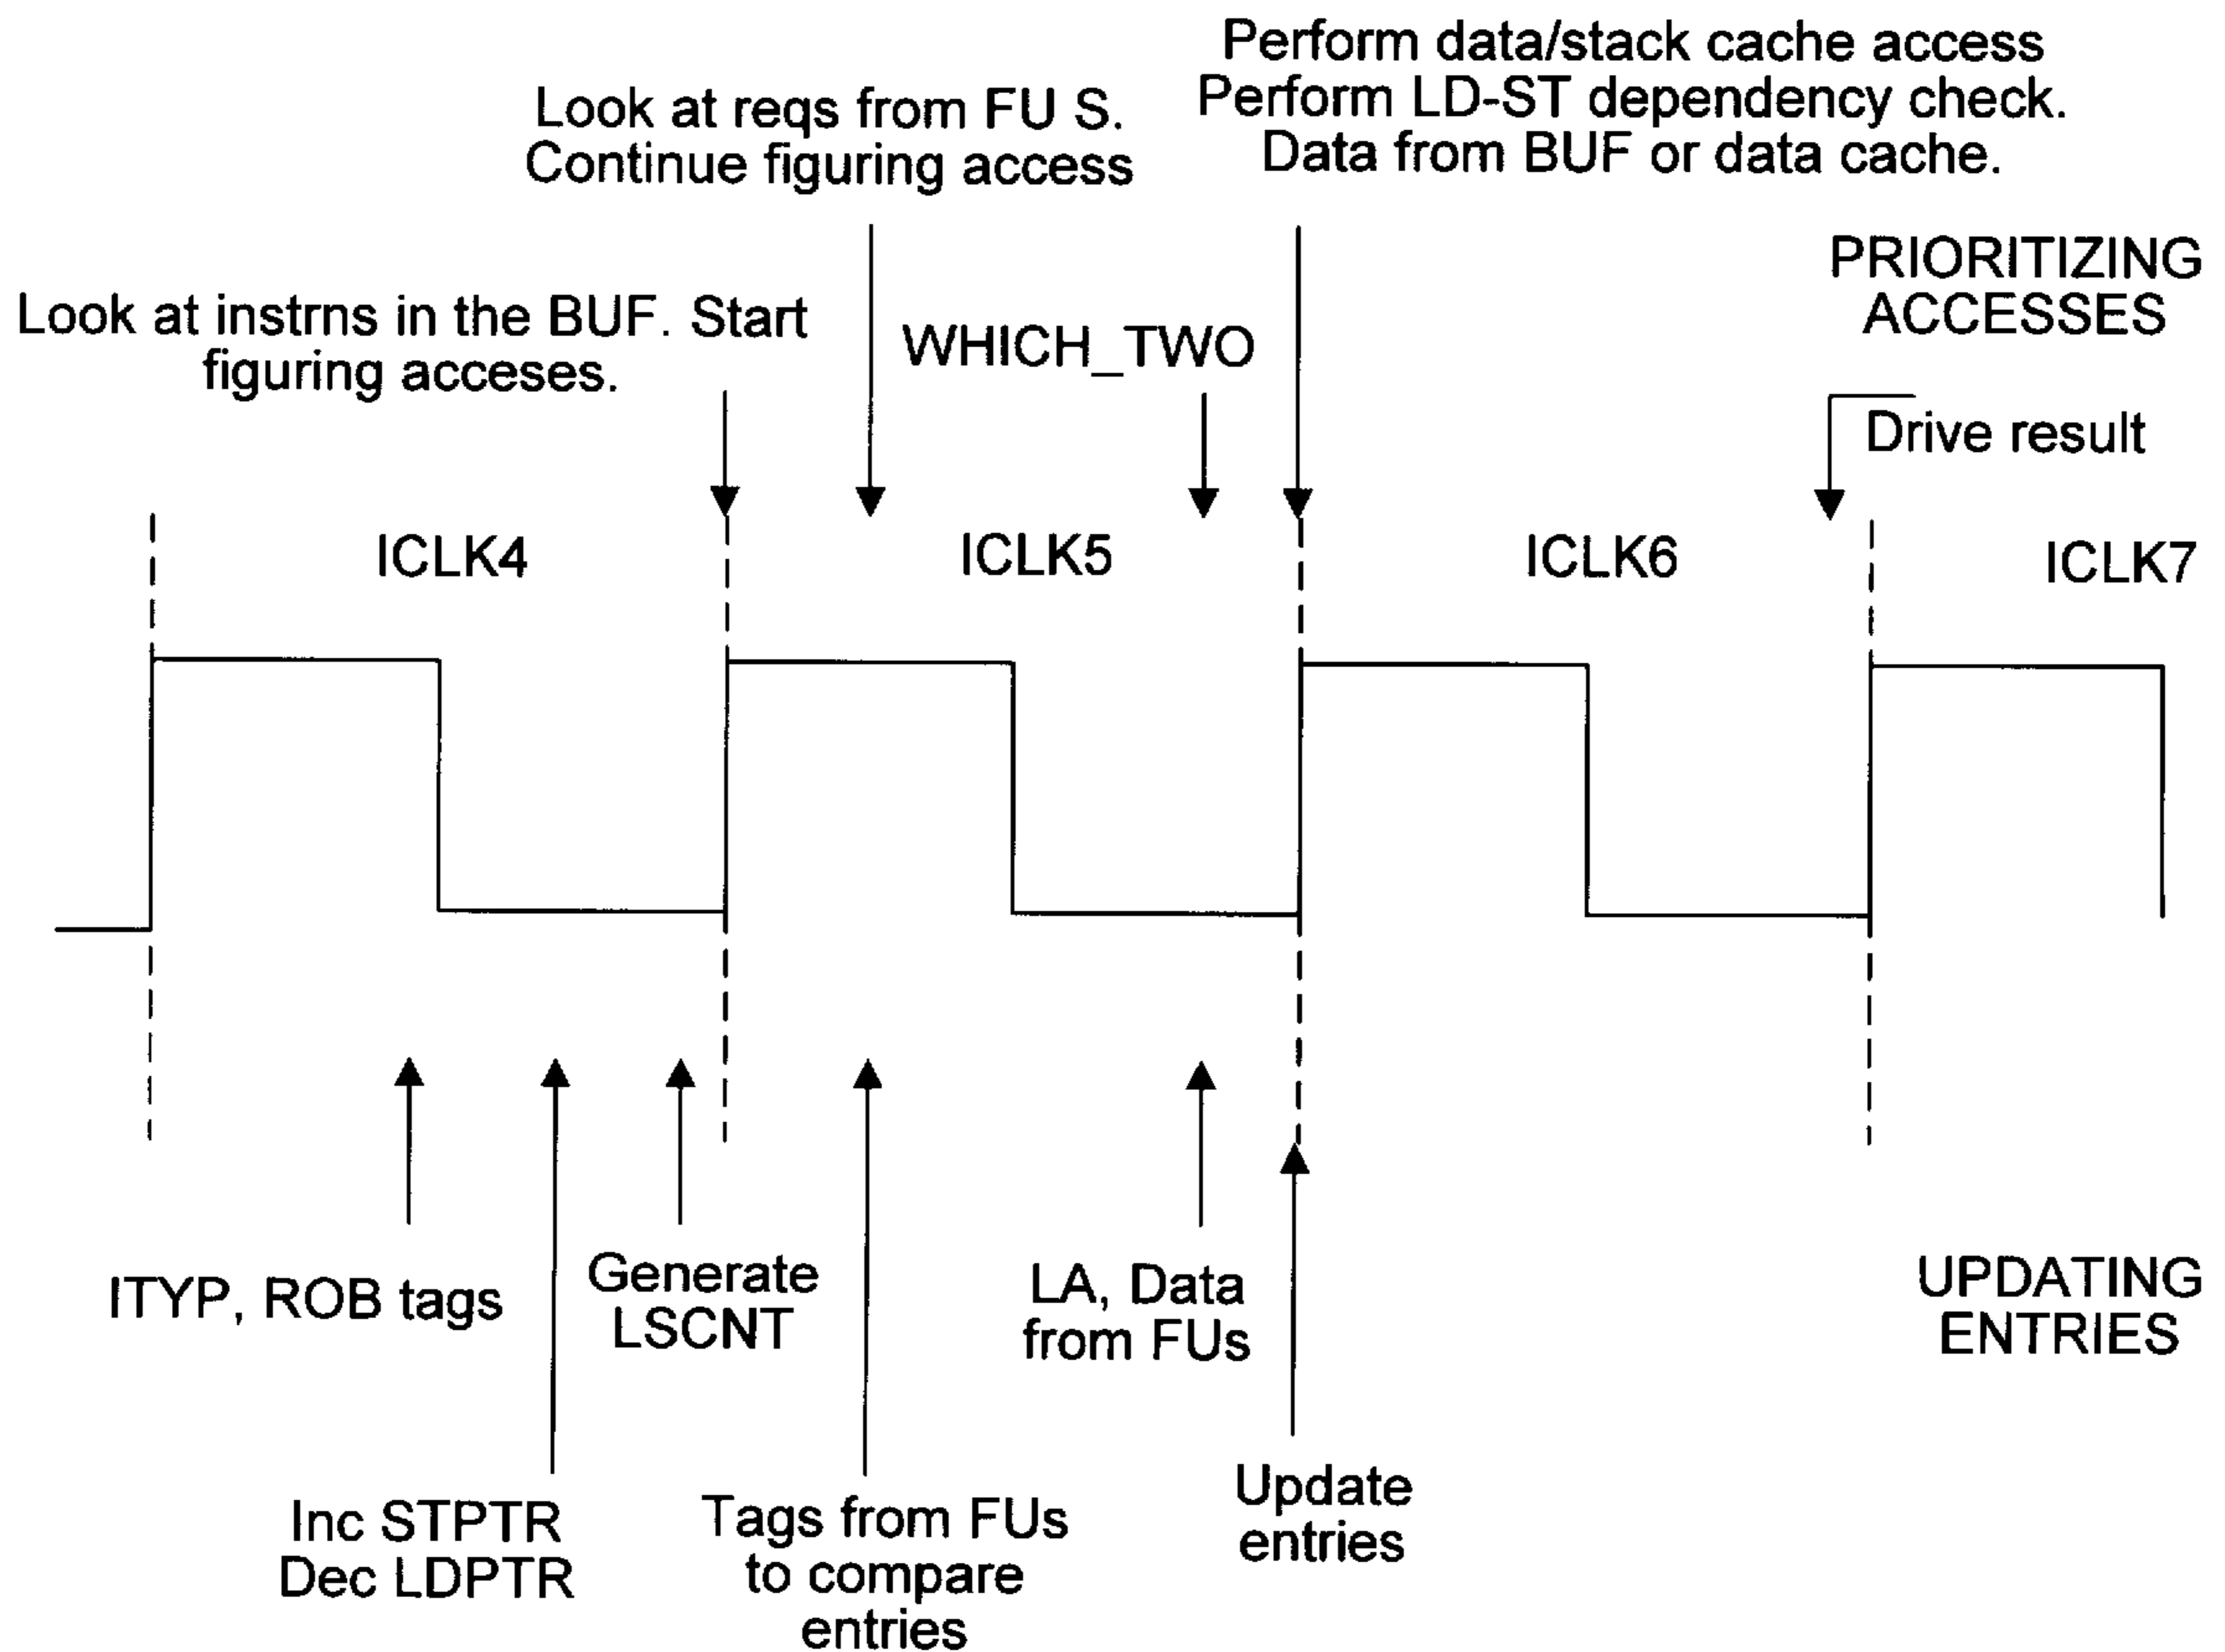 Perform data/stack cache access
Perform LD-ST dependency check.
Data from BUF or data cache.
Look at reqs from FU S.
Continue figuring access
PRIORITIZING
ACCESSES
Look at instrns in the BUF. Start
figuring acceses.
WHICH_TWO
Drive result
ICLK4
ICLK5
ICLK6
ICLK7
ITYP, ROB tags
Generate
LSCNT
LA, Data
from FUs
UPDATING
ENTRIES
Inc STPTR
Dec LDPTR
Tags from FUs
to compare
entries
Update
entries